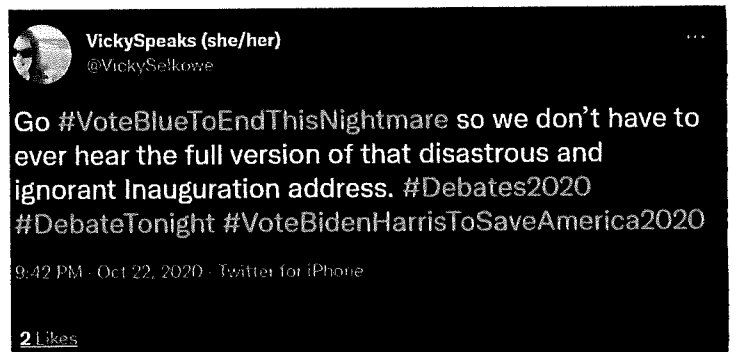 VickySpeaks (she/her)
@VickySelkowe
Go #VoteBlueToEndThisNightmare so we don't have to
ever hear the full version of that disastrous and
ignorant Inauguration address. #Debates2020
#DebateTonight #VoteBidenHarrisToSaveAmerica2020
9:42 PM · Oct 22, 2020 · Twitter for iPhone
2 Likes